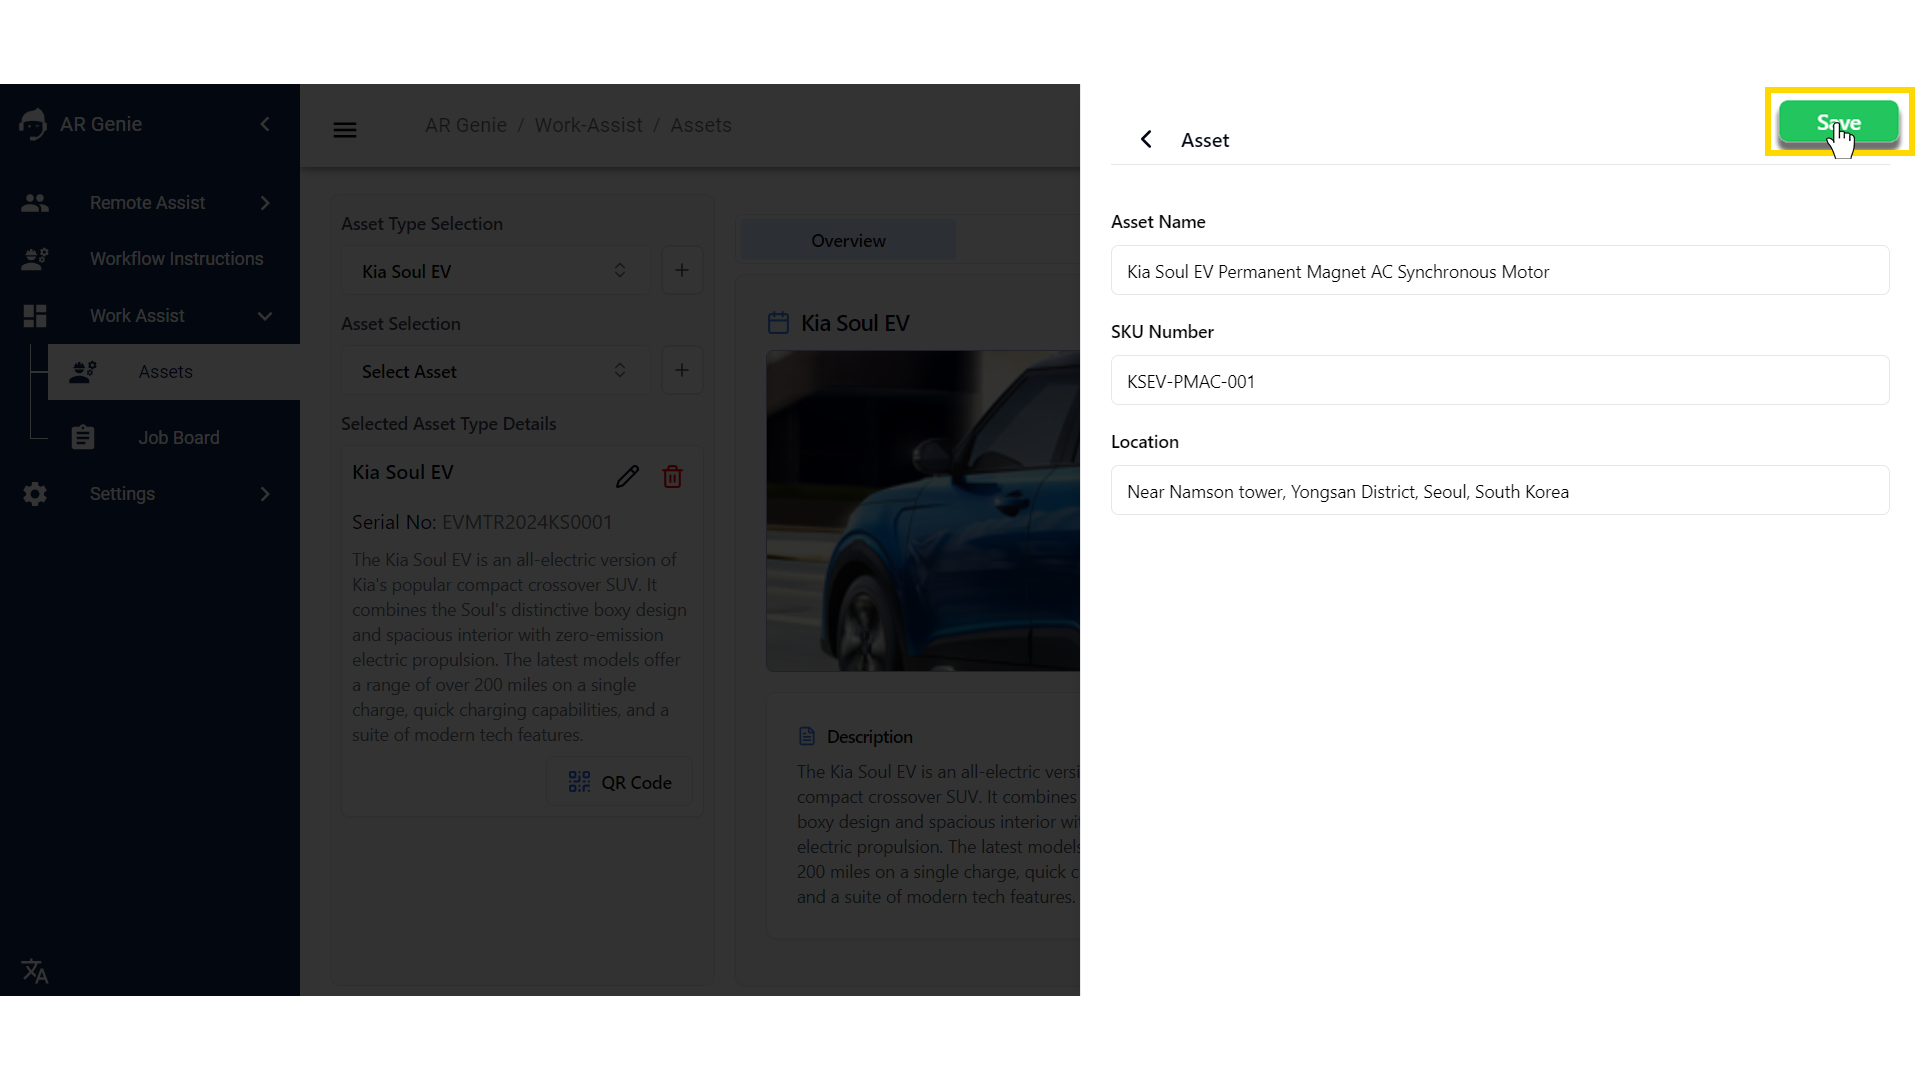 AR Genie
Remote Assist
Workflow Instructions
Work Assist
Assets
Job Board
Settings
AR Genie / Work-Assist / Assets
Asset Type Selection
Kia Soul EV
Asset Selection
Select Asset
Selected Asset Type Details
Kia Soul EV
Serial No: EVMTR2024KS0001
The Kia Soul EV is an all-electric version of
Kia's popular compact crossover SUV. It
combines the Soul's distinctive boxy design
and spacious interior with zero-emission
electric propulsion. The latest models offer
a range of over 200 miles on a single
charge, quick charging capabilities, and a
suite of modern tech features.
QR Code
Overview
Kia Soul EV
Description
The Kia Soul EV is an all-electric versi
compact crossover SUV. It combines
boxy design and spacious interior wi
electric propulsion. The latest models
200 miles on a single charge, quick c
and a suite of modern tech features.
Asset
Save
Asset Name
Kia Soul EV Permanent Magnet AC Synchronous Motor
SKU Number
KSEV-PMAC-001
Location
Near Namson tower, Yongsan District, Seoul, South Korea